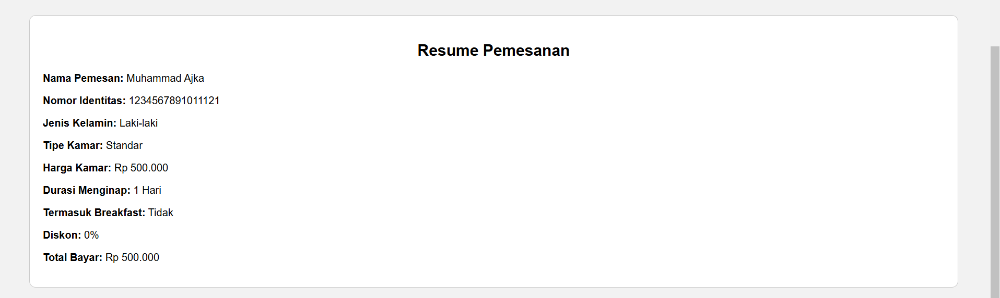 Resume Pemesanan
Nama Pemesan: Muhammad Ajka
Nomor Identitas: 1234567891011121
Jenis Kelamin: Laki-laki
Tipe Kamar: Standar
Harga Kamar: Rp 500.000
Durasi Menginap: 1 Hari
Termasuk Breakfast: Tidak
Diskon: 0%
Total Bayar: Rp 500.000